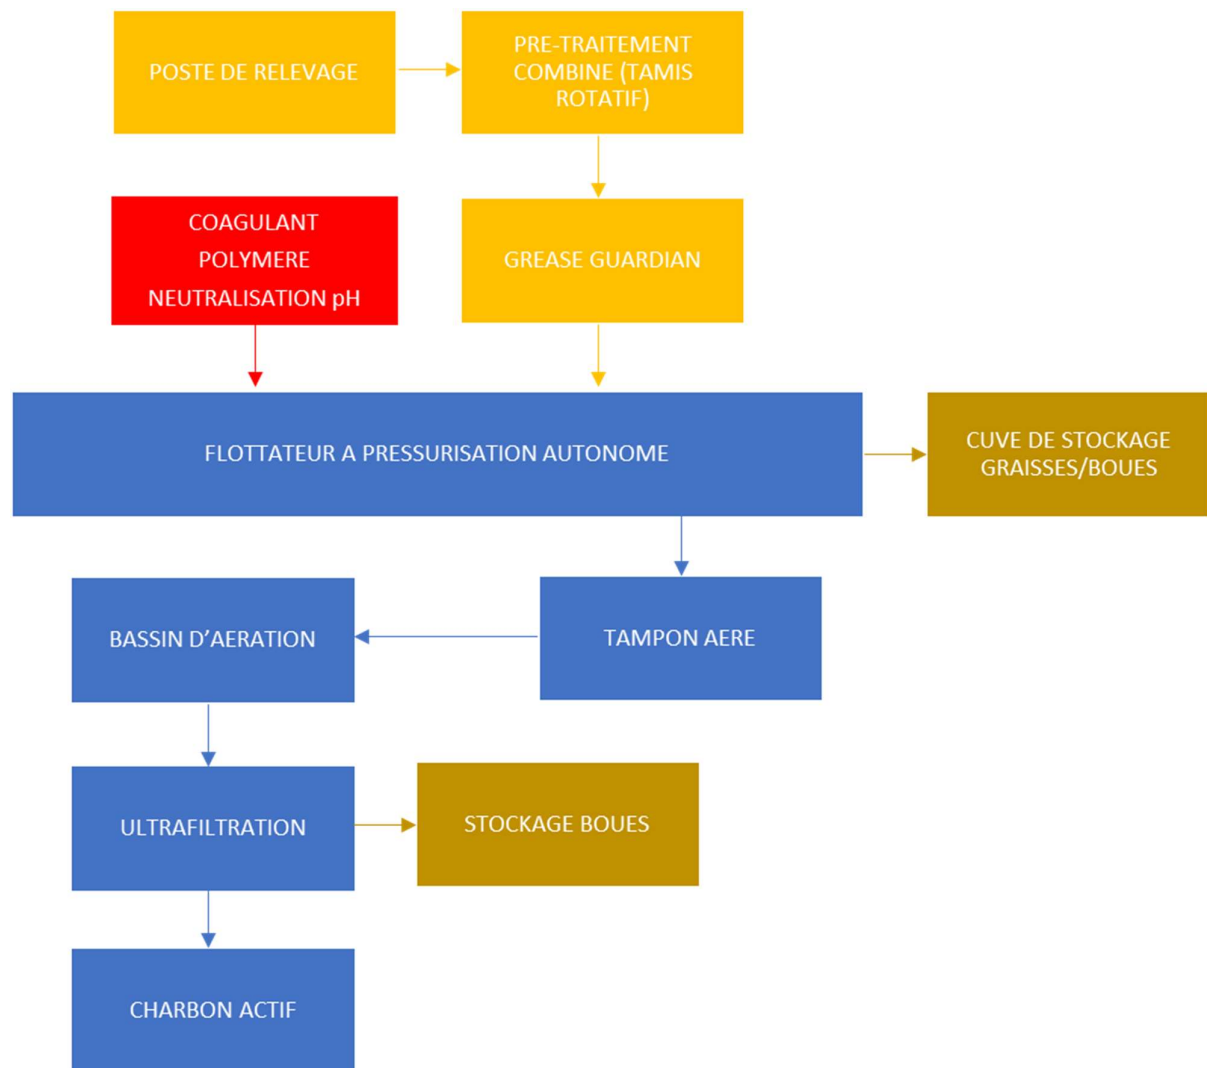 POSTE DE RELEVAGE
PRE-TRAITEMENT
COMBINE (TAMIS
ROTATIF)
COAGULANT
POLYMERE
NEUTRALISATION pH
GREASE GUARDIAN
FLOTTATEUR A PRESSURISATION AUTONOME
CUVE DE STOCKAGE
GRAISSES/BOUES
BASSIN D’AERATION
TAMPON AERE
ULTRAFILTRATION
STOCKAGE BOUES
CHARBON ACTIF